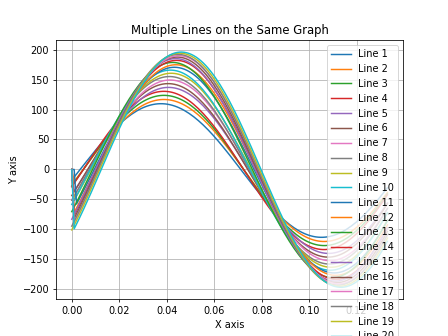 Multiple Lines on the Same Graph
Y axis
200
150
100
50
0
−50
−100
−150
−200
0.00
0.02
0.04
0.06
0.08
0.10
X axis
Line 1
Line 2
Line 3
Line 4
Line 5
Line 6
Line 7
Line 8
Line 9
Line 10
Line 12
Line 13
Line 14
Line 15
Line 16
Line 17
Line 18
Line 19
Line 20